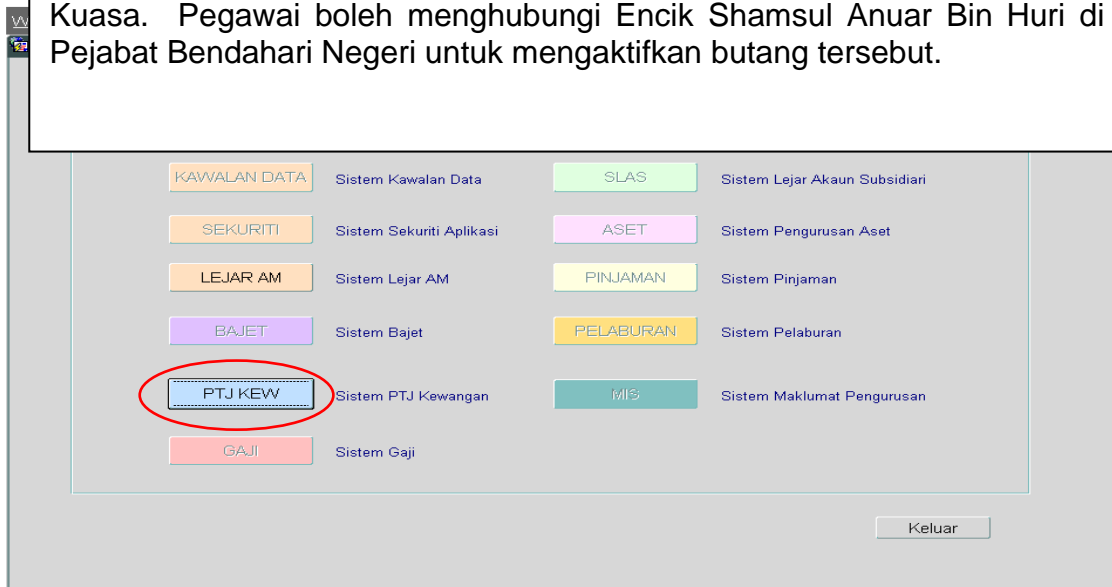 Kuasa. Pegawai boleh menghubungi Encik Shamsul Anuar Bin Huri di
Pejabat Bendahari Negeri untuk mengaktifkan butang tersebut.
KAWALAN DATA Sistem Kawalan Data SLAS Sistem Lejar Akaun Subsidiari
SEKURITI Sistem Sekuriti Aplikasi ASET Sistem Pengurusan Aset
LEJAR AM Sistem Lejar AM PINJAMAN Sistem Pinjaman
BAJET Sistem Bajet PELABURAN Sistem Pelaburan
PTJ KEW Sistem PTJ Kewangan MIS Sistem Maklumat Pengurusan
GAJI Sistem Gaji
Keluar